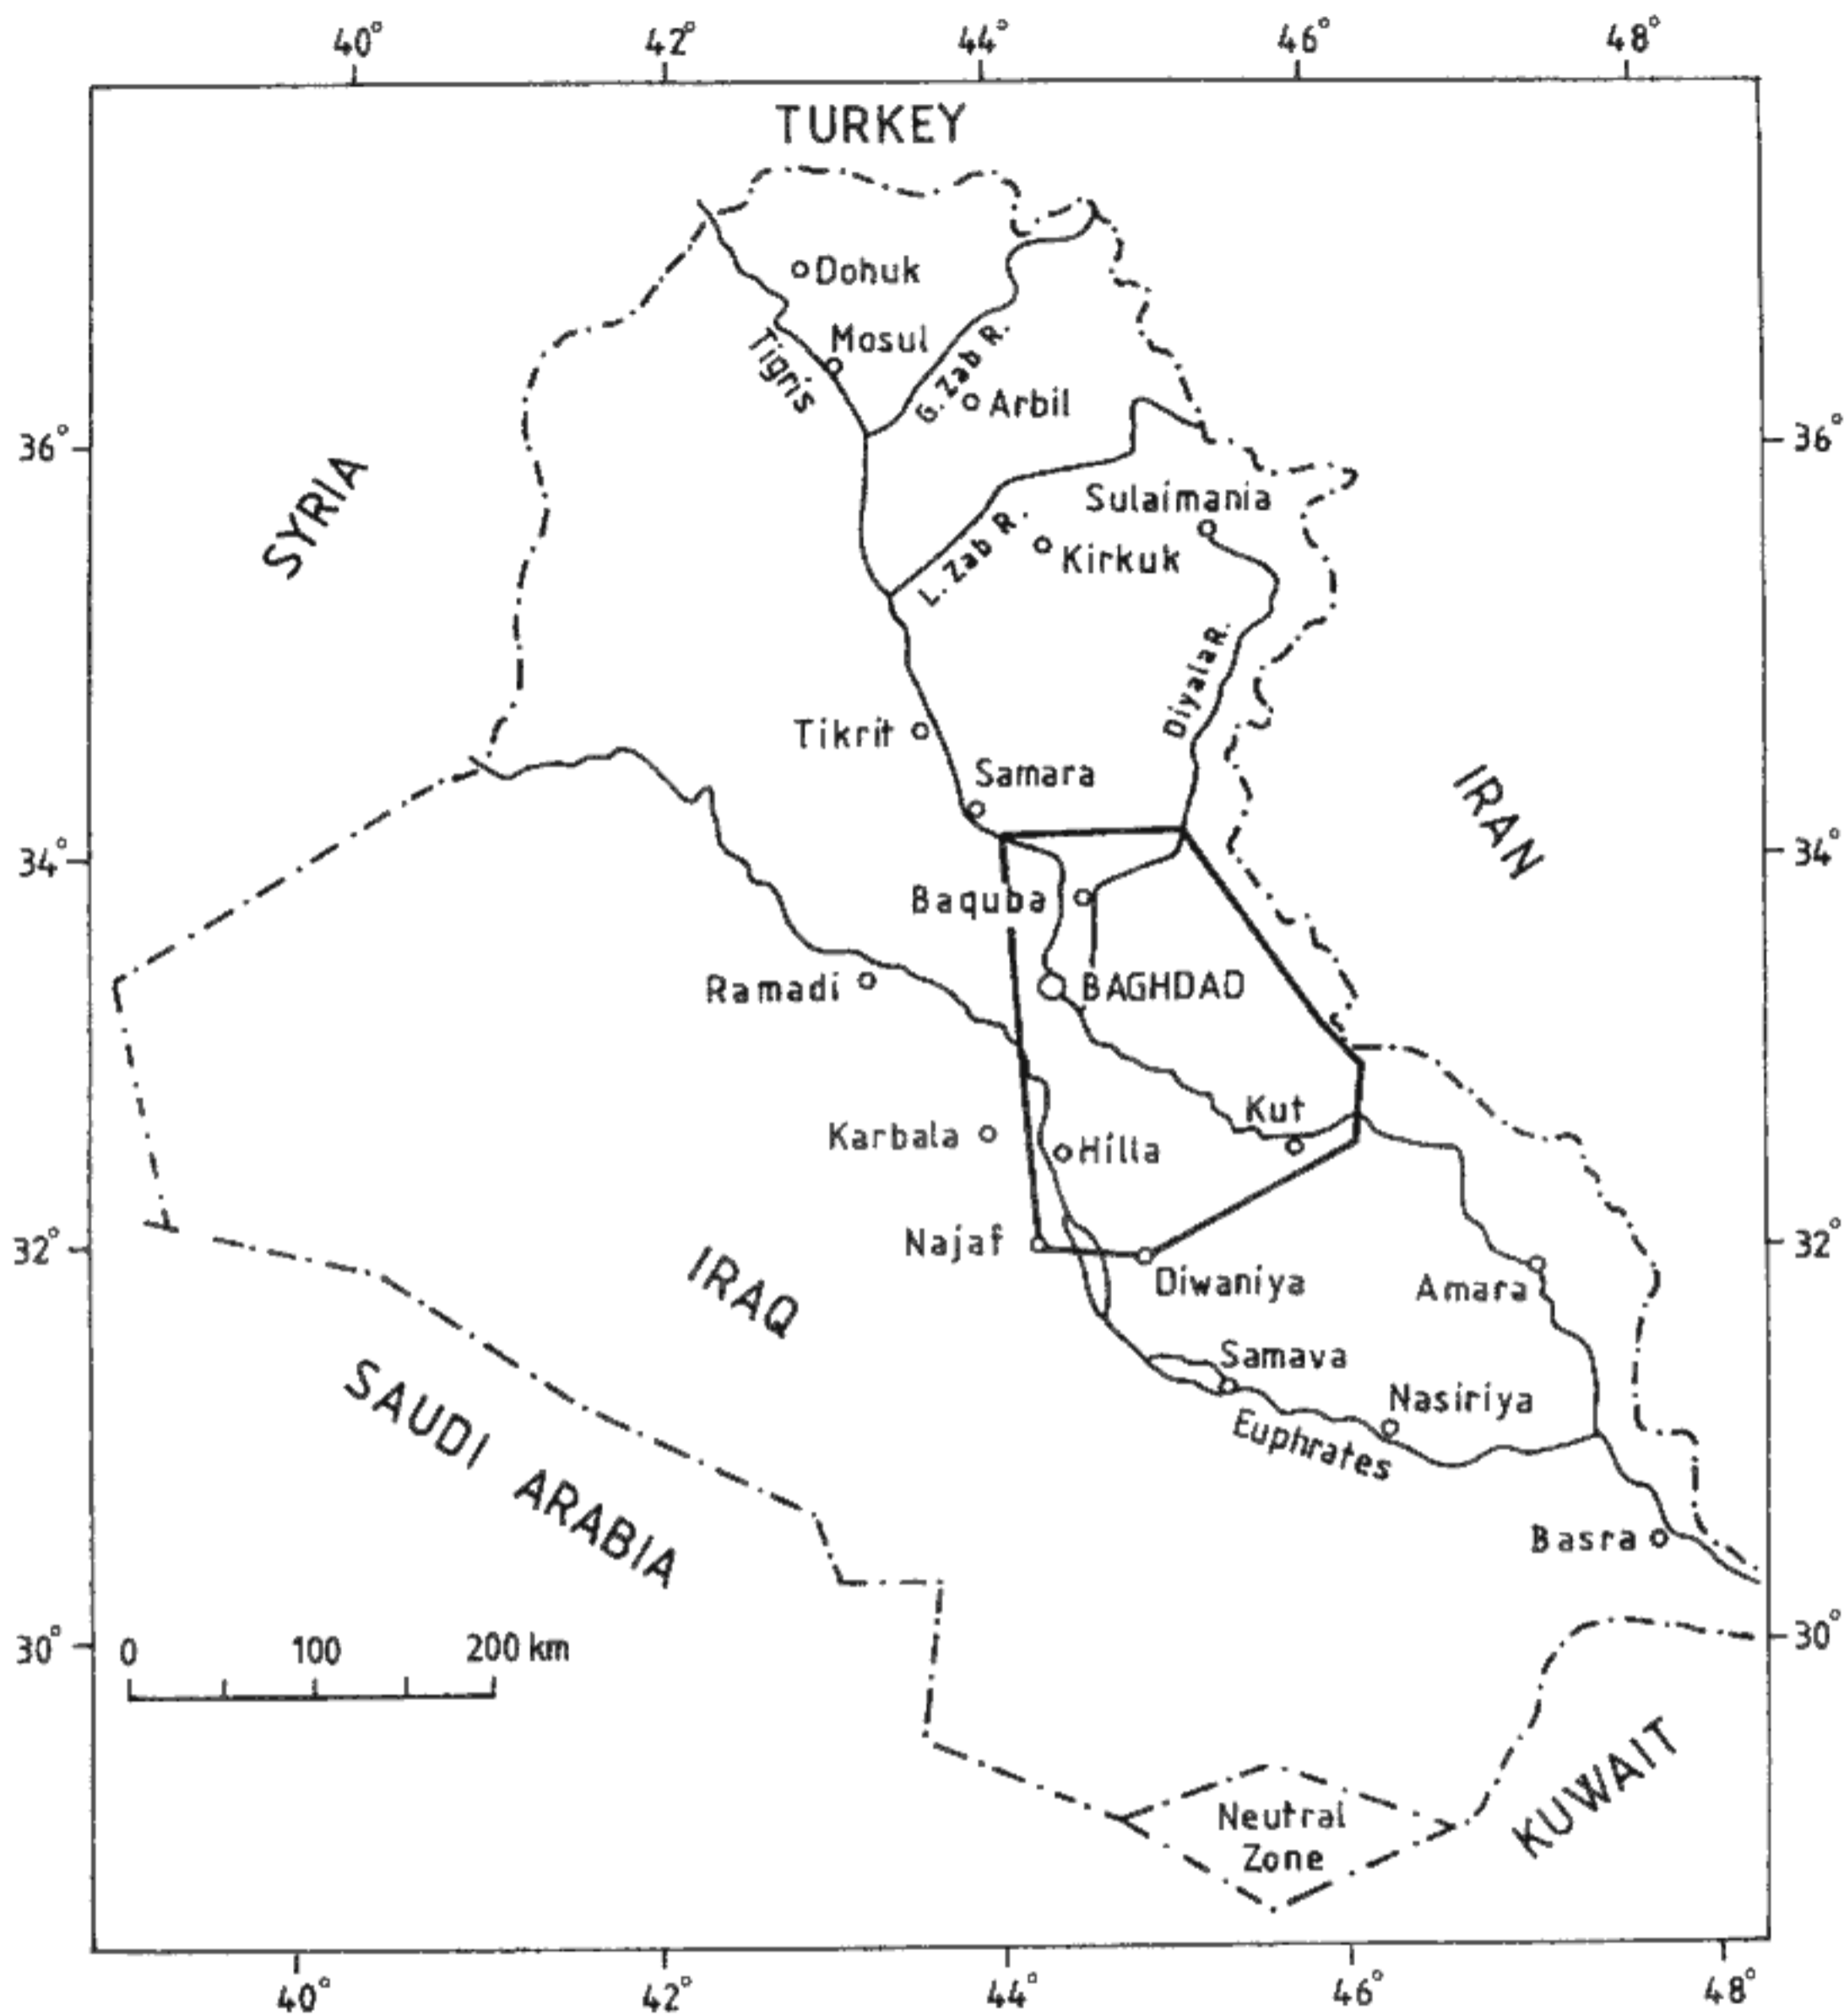 40° 42° 44° 46° 48°
TURKEY
Dohuk
Mosul
Tigris
G. Zab R.
Arbil
36° 36°
SYRIA
Sulaimania
L. Zab R.
Kirkuk
Diyala R.
Tikrit
Samara
IRAN
34° 34°
Baquba
Ramadi
BAGHDAD
Kut
Karbala
Hilla
32° 32°
Najaf
Diwaniya
Amara
IRAQ
Samava
SAUDI ARABIA
Nasiriya
Euphrates
Basra
30° 30°
0 100 200 km
KUWAIT
Neutral
Zone
40° 42° 44° 46° 48°